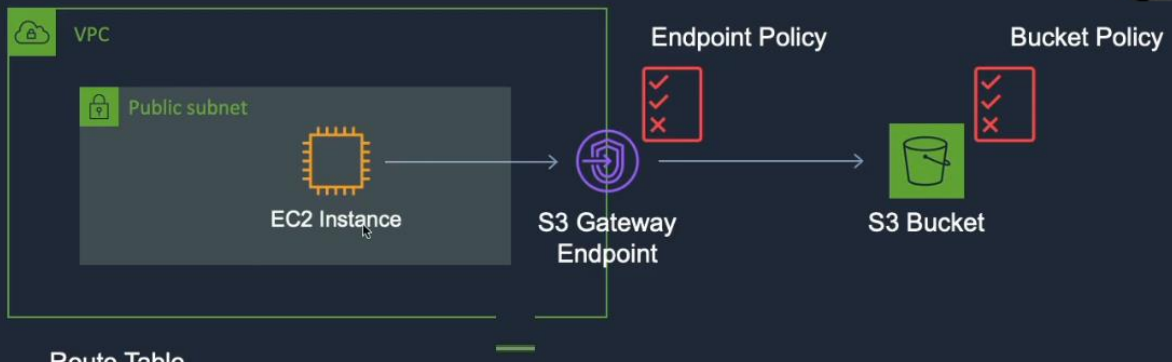 VPC
Endpoint Policy
Bucket Policy
Public subnet
EC2 Instance
S3 Gateway
Endpoint
S3 Bucket
Route Table